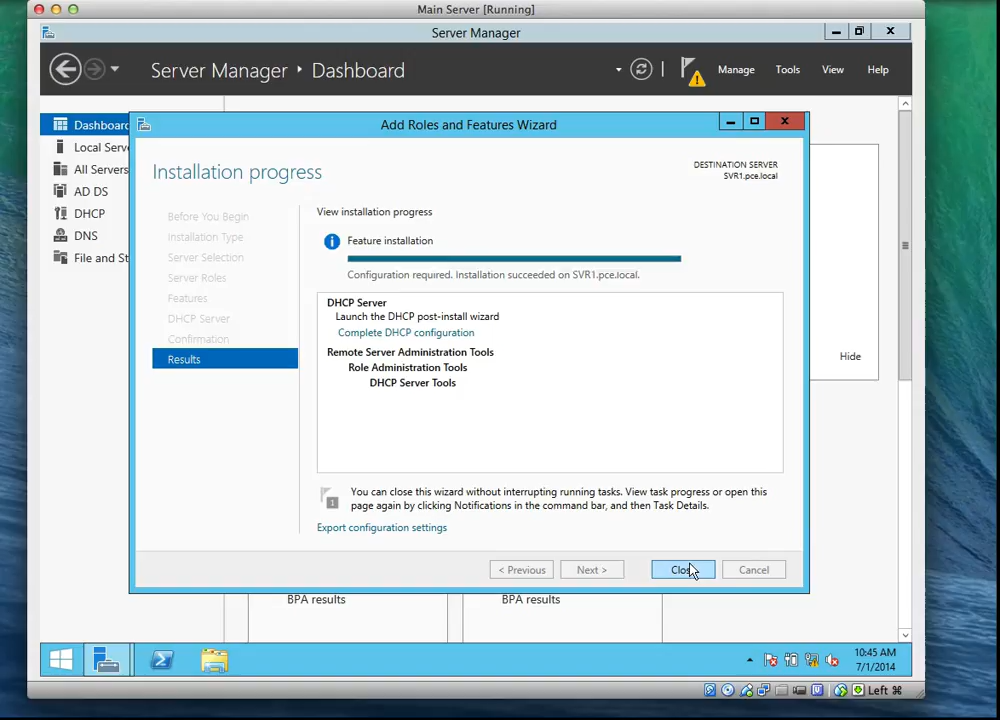 Main Server [Running]
Server Manager
Server Manager • Dashboard
Manage
Tools
View
Help
Dashboard
Add Roles and Features Wizard
Local Serve
All Servers
AD DS
DHCP
DNS
File and St
Installation progress
DESTINATION SERVER
SVR1.pce.local
Before You Begin
Installation Type
Server Selection
Server Roles
Features
DHCP Server
Confirmation
Results
View installation progress
Feature installation
Configuration required. Installation succeeded on SVR1.pce.local.
DHCP Server
Launch the DHCP post-install wizard
Complete DHCP configuration
Remote Server Administration Tools
Role Administration Tools
DHCP Server Tools
Hide
1
You can close this wizard without interrupting running tasks. View task progress or open this
page again by clicking Notifications in the command bar, and then Task Details.
Export configuration settings
< Previous
Next >
Close
Cancel
BPA results
BPA results
10:45 AM
7/1/2014
Left ⌘